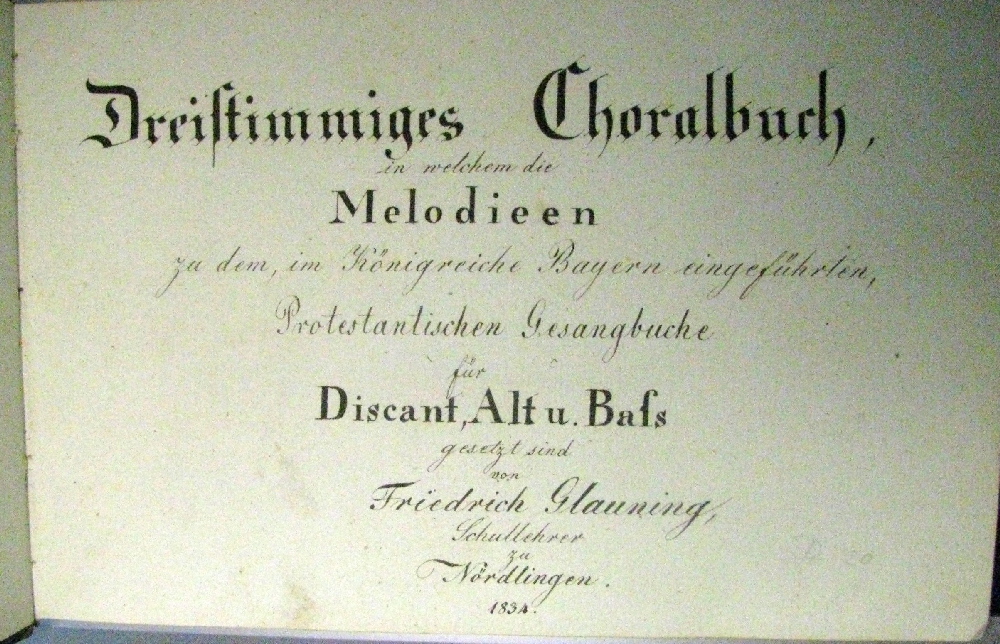 Dreiſtimmiges Choralbuch,
in welchem die
Melodieen
zu dem, im Königreiche Bayern eingeführten,
Protestantischen Gesangbuche
für
Discant, Alt u. Baſs
gesetzt sind
von
Friedrich Glauning,
Schullehrer
zu
Nördlingen.
1834.